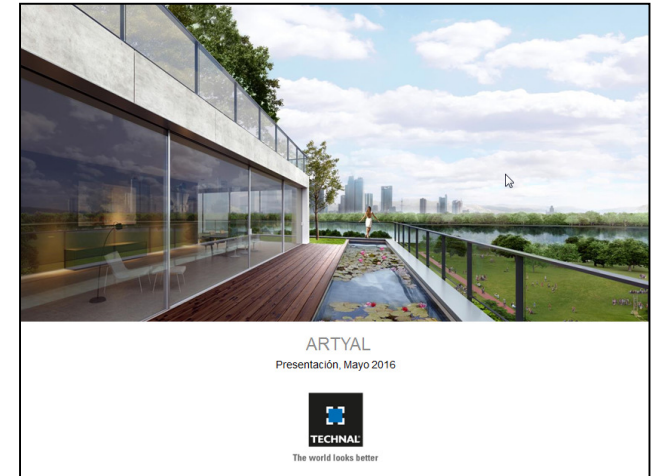 ARTYAL
Presentación, Mayo 2016
TECHNAL
The world looks better